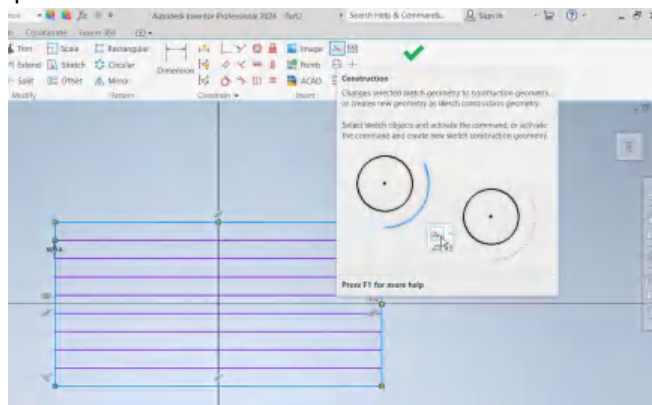 Autodesk Inventor Professional 2024 Part2
Search Help & Commands...
Sign In
Collaborate
Trim Scale Rectangular
Extend Stretch Circular
Split Offset Mirror
Dimension
Image
Points
ACAD
Modify Pattern Constrain Insert
Construction
Changes selected sketch geometry to construction geometry,
or creates new geometry as sketch construction geometry.
Select sketch objects and activate the command, or activate
the command and create new sketch construction geometry.
Press F1 for more help